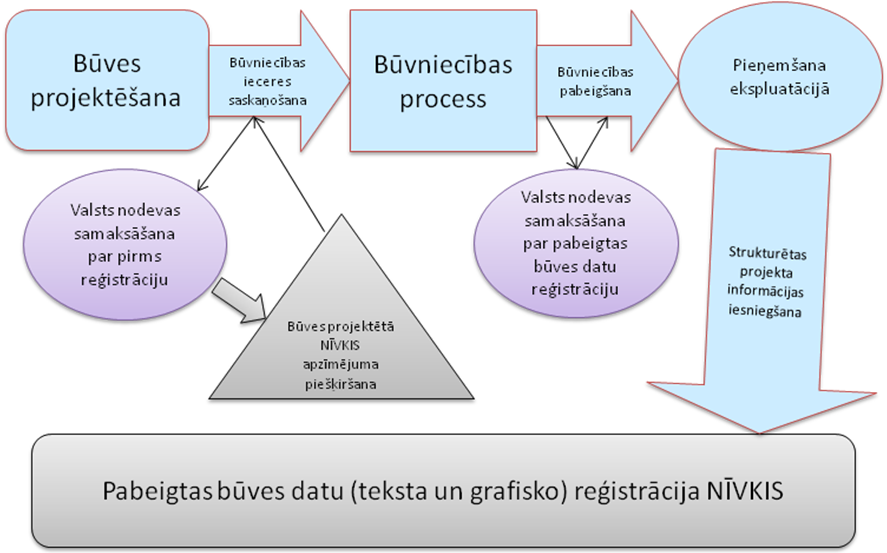 Būves
projektēšana
Būvniecības
ieceres
saskaņošana
Būvniecības
process
Būvniecības
pabeigšana
Pieņemšana
ekspluatācijā
Valsts nodevas
samaksāšana
par pirms
reģistrāciju
Būves projektētā
NĪVKIS
apzīmējuma
piešķiršana
Valsts nodevas
samaksāšana
par pabeigtas
būves datu
reģistrāciju
Strukturētas
projekta
informācijas
iesniegšana
Pabeigtas būves datu (teksta un grafisko) reģistrācija NĪVKIS